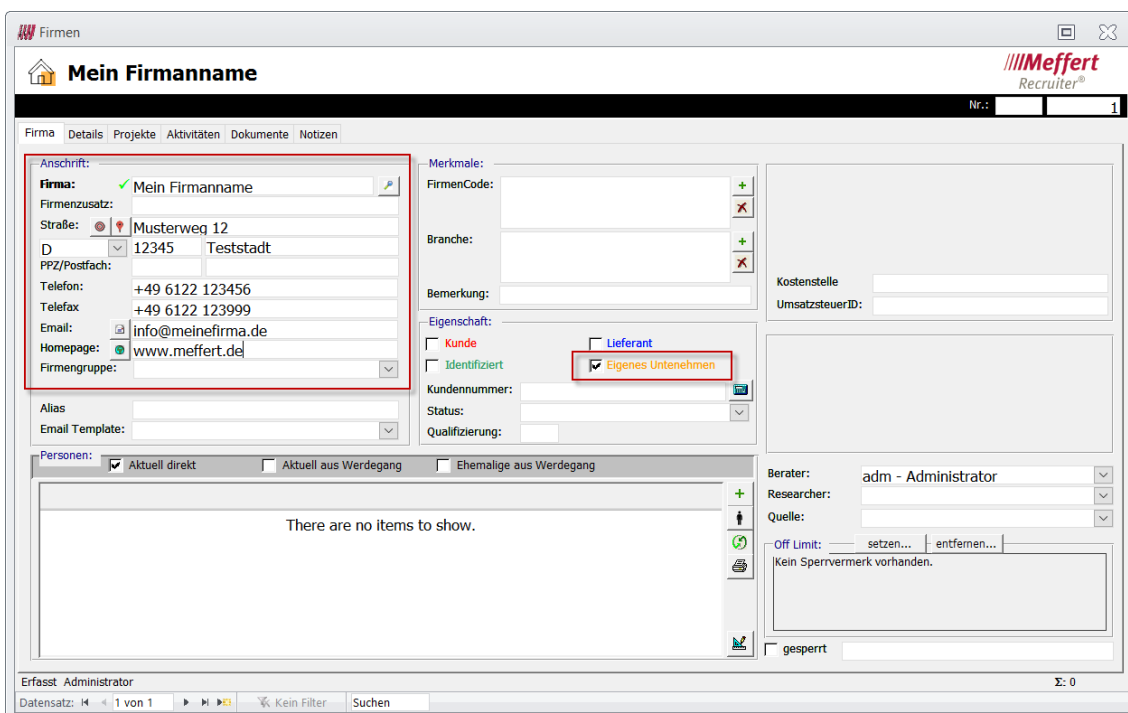 Firmen
Mein Firmanname
////Meffert
Recruiter®
Nr.: 1
Firma Details Projekte Aktivitäten Dokumente Notizen
Anschrift:
Firma: Mein Firmanname
Firmenzusatz:
Straße: Musterweg 12
D 12345 Teststadt
PPZ/Postfach:
Telefon: +49 6122 123456
Telefax +49 6122 123999
Email: info@meinefirma.de
Homepage: www.meffert.de
Firmengruppe:
Alias
Email Template:
Merkmale:
FirmenCode:
Branche:
Bemerkung:
Eigenschaft:
Kunde Lieferant
Identifiziert Eigenes Untenehmen
Kundennummer:
Status:
Qualifizierung:
Kostenstelle
UmsatzsteuerID:
Personen:
Aktuell direkt Aktuell aus Werdegang Ehemalige aus Werdegang
There are no items to show.
Berater: adm - Administrator
Researcher:
Quelle:
Off Limit: setzen... entfernen...
Kein Sperrvermerk vorhanden.
gesperrt
Erfasst Administrator Σ: 0
Datensatz: 1 von 1 Kein Filter Suchen